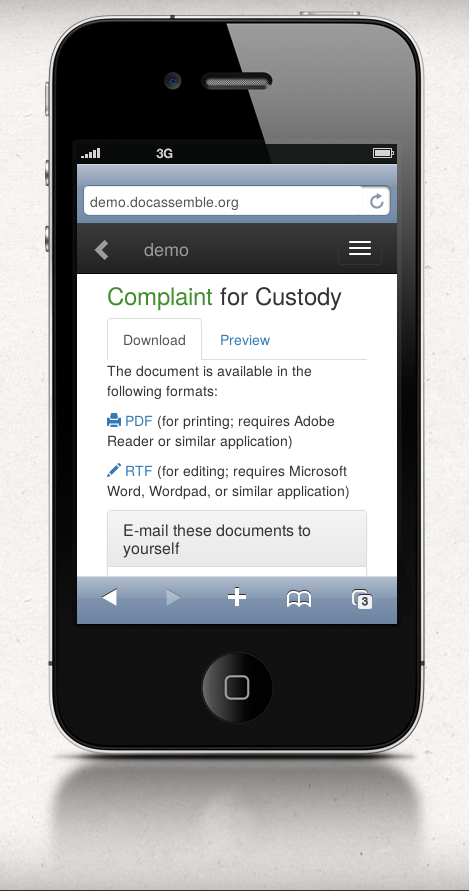 3G
demo.docassemble.org
demo
Complaint for Custody
Download Preview
The document is available in the
following formats:
PDF (for printing; requires Adobe
Reader or similar application)
RTF (for editing; requires Microsoft
Word, Wordpad, or similar application)
E-mail these documents to
yourself
3